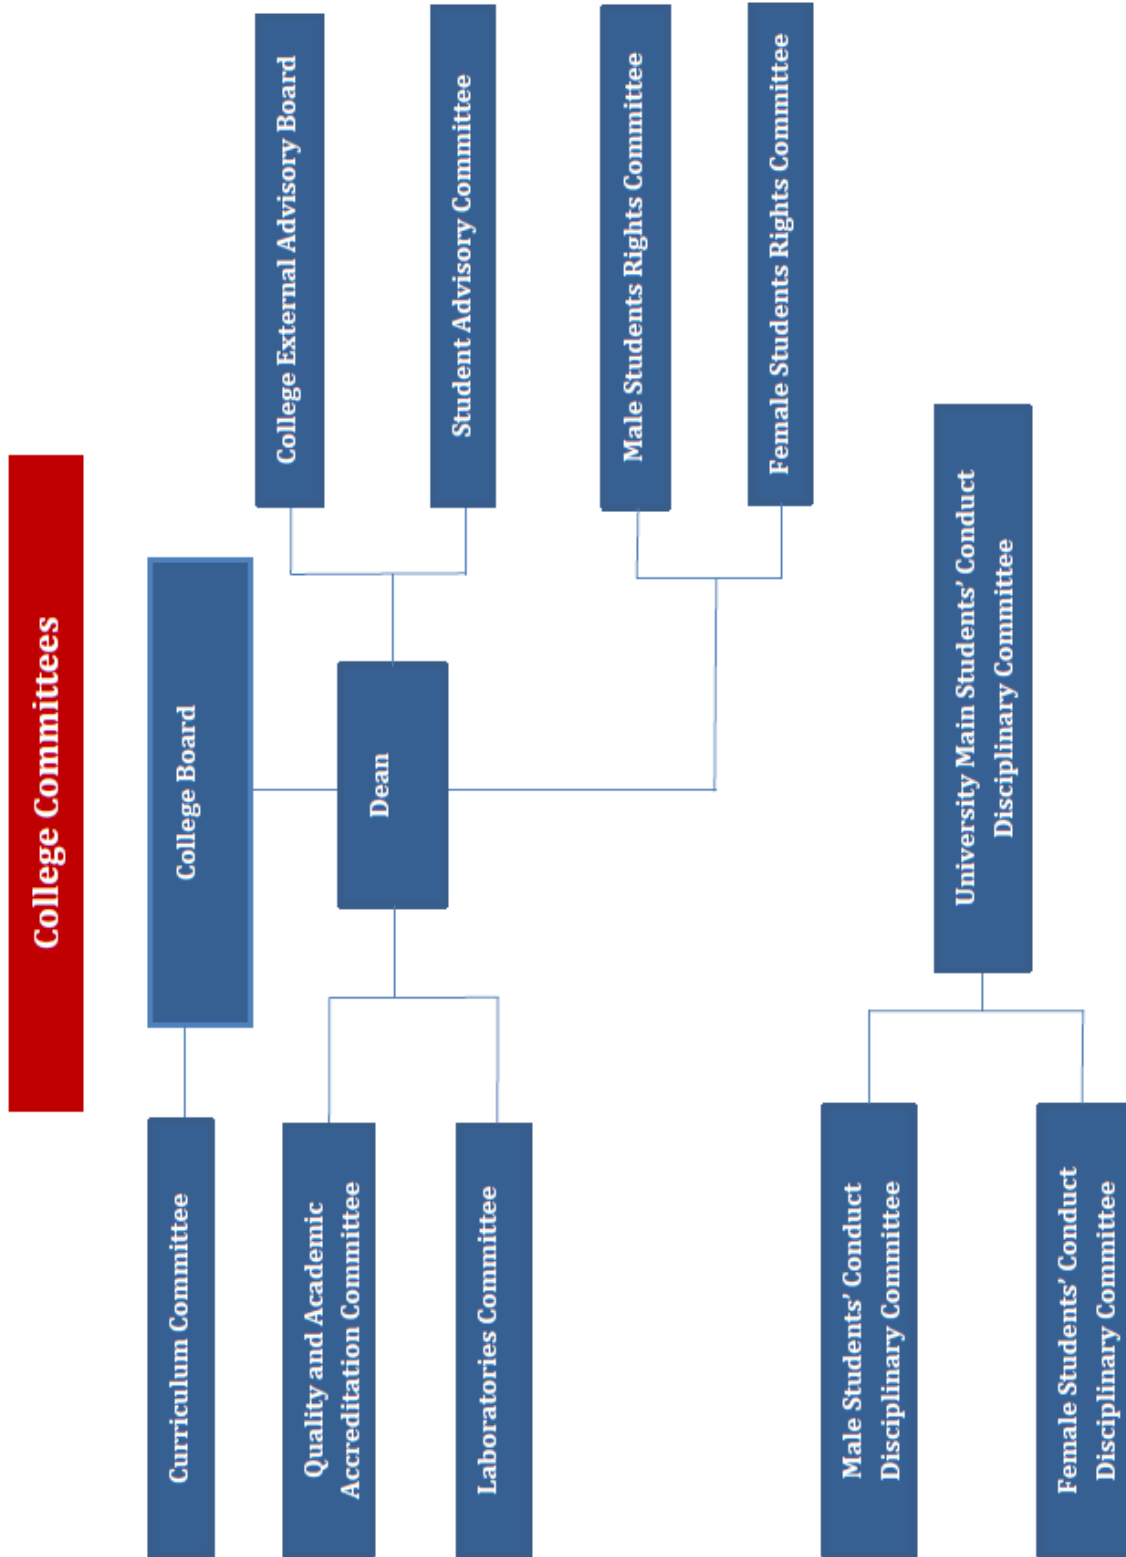 College Committees
College Board
Curriculum Committee
College External Advisory Board
Quality and Academic
Accreditation Committee
Dean
Student Advisory Committee
Laboratories Committee
Male Students Rights Committee
Female Students Rights Committee
Male Students’ Conduct
Disciplinary Committee
University Main Students’ Conduct
Disciplinary Committee
Female Students’ Conduct
Disciplinary Committee